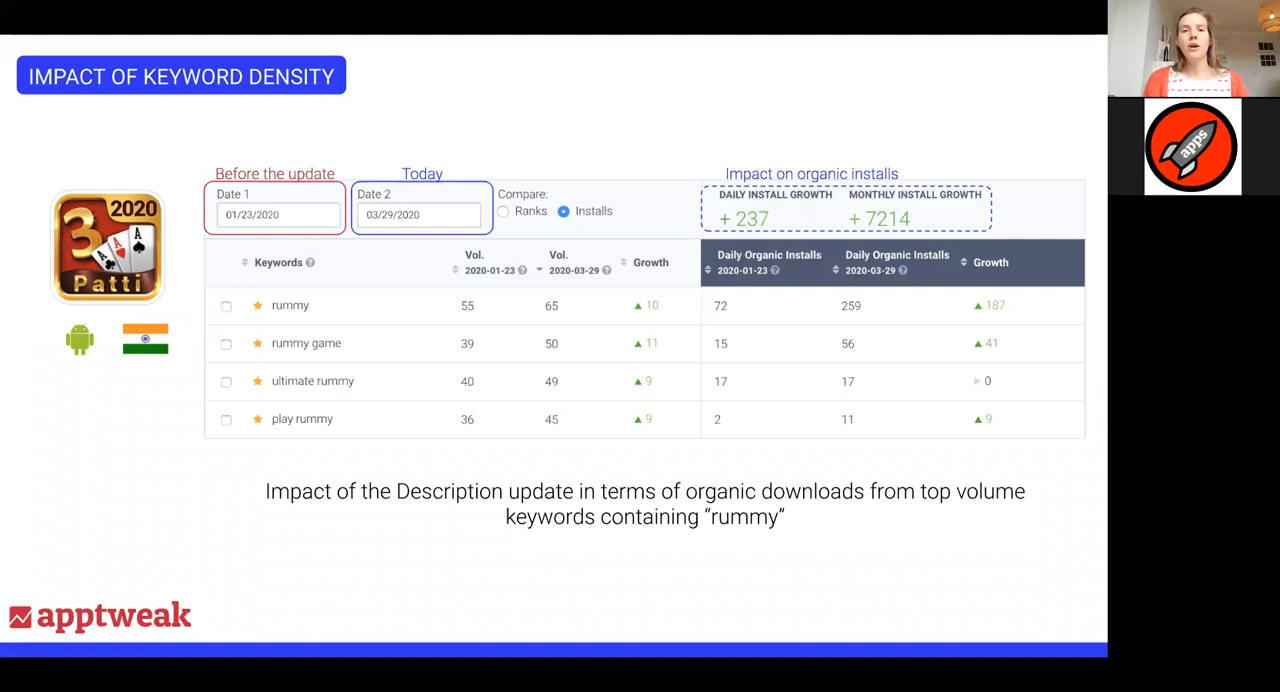 IMPACT OF KEYWORD DENSITY
apps
Before the update
Today
Impact on organic installs
Date 1
01/23/2020
Date 2
03/29/2020
Compare:
Ranks
Installs
DAILY INSTALL GROWTH
+ 237
MONTHLY INSTALL GROWTH
+ 7214
2020
3
Patti
Keywords
Vol. 2020-01-23
Vol. 2020-03-29
Growth
Daily Organic Installs 2020-01-23
Daily Organic Installs 2020-03-29
Growth
rummy 55 65 10 72 259 187
rummy game 39 50 11 15 56 41
ultimate rummy 40 49 9 17 17 0
play rummy 36 45 9 2 11 9
Impact of the Description update in terms of organic downloads from top volume
keywords containing “rummy”
apptweak